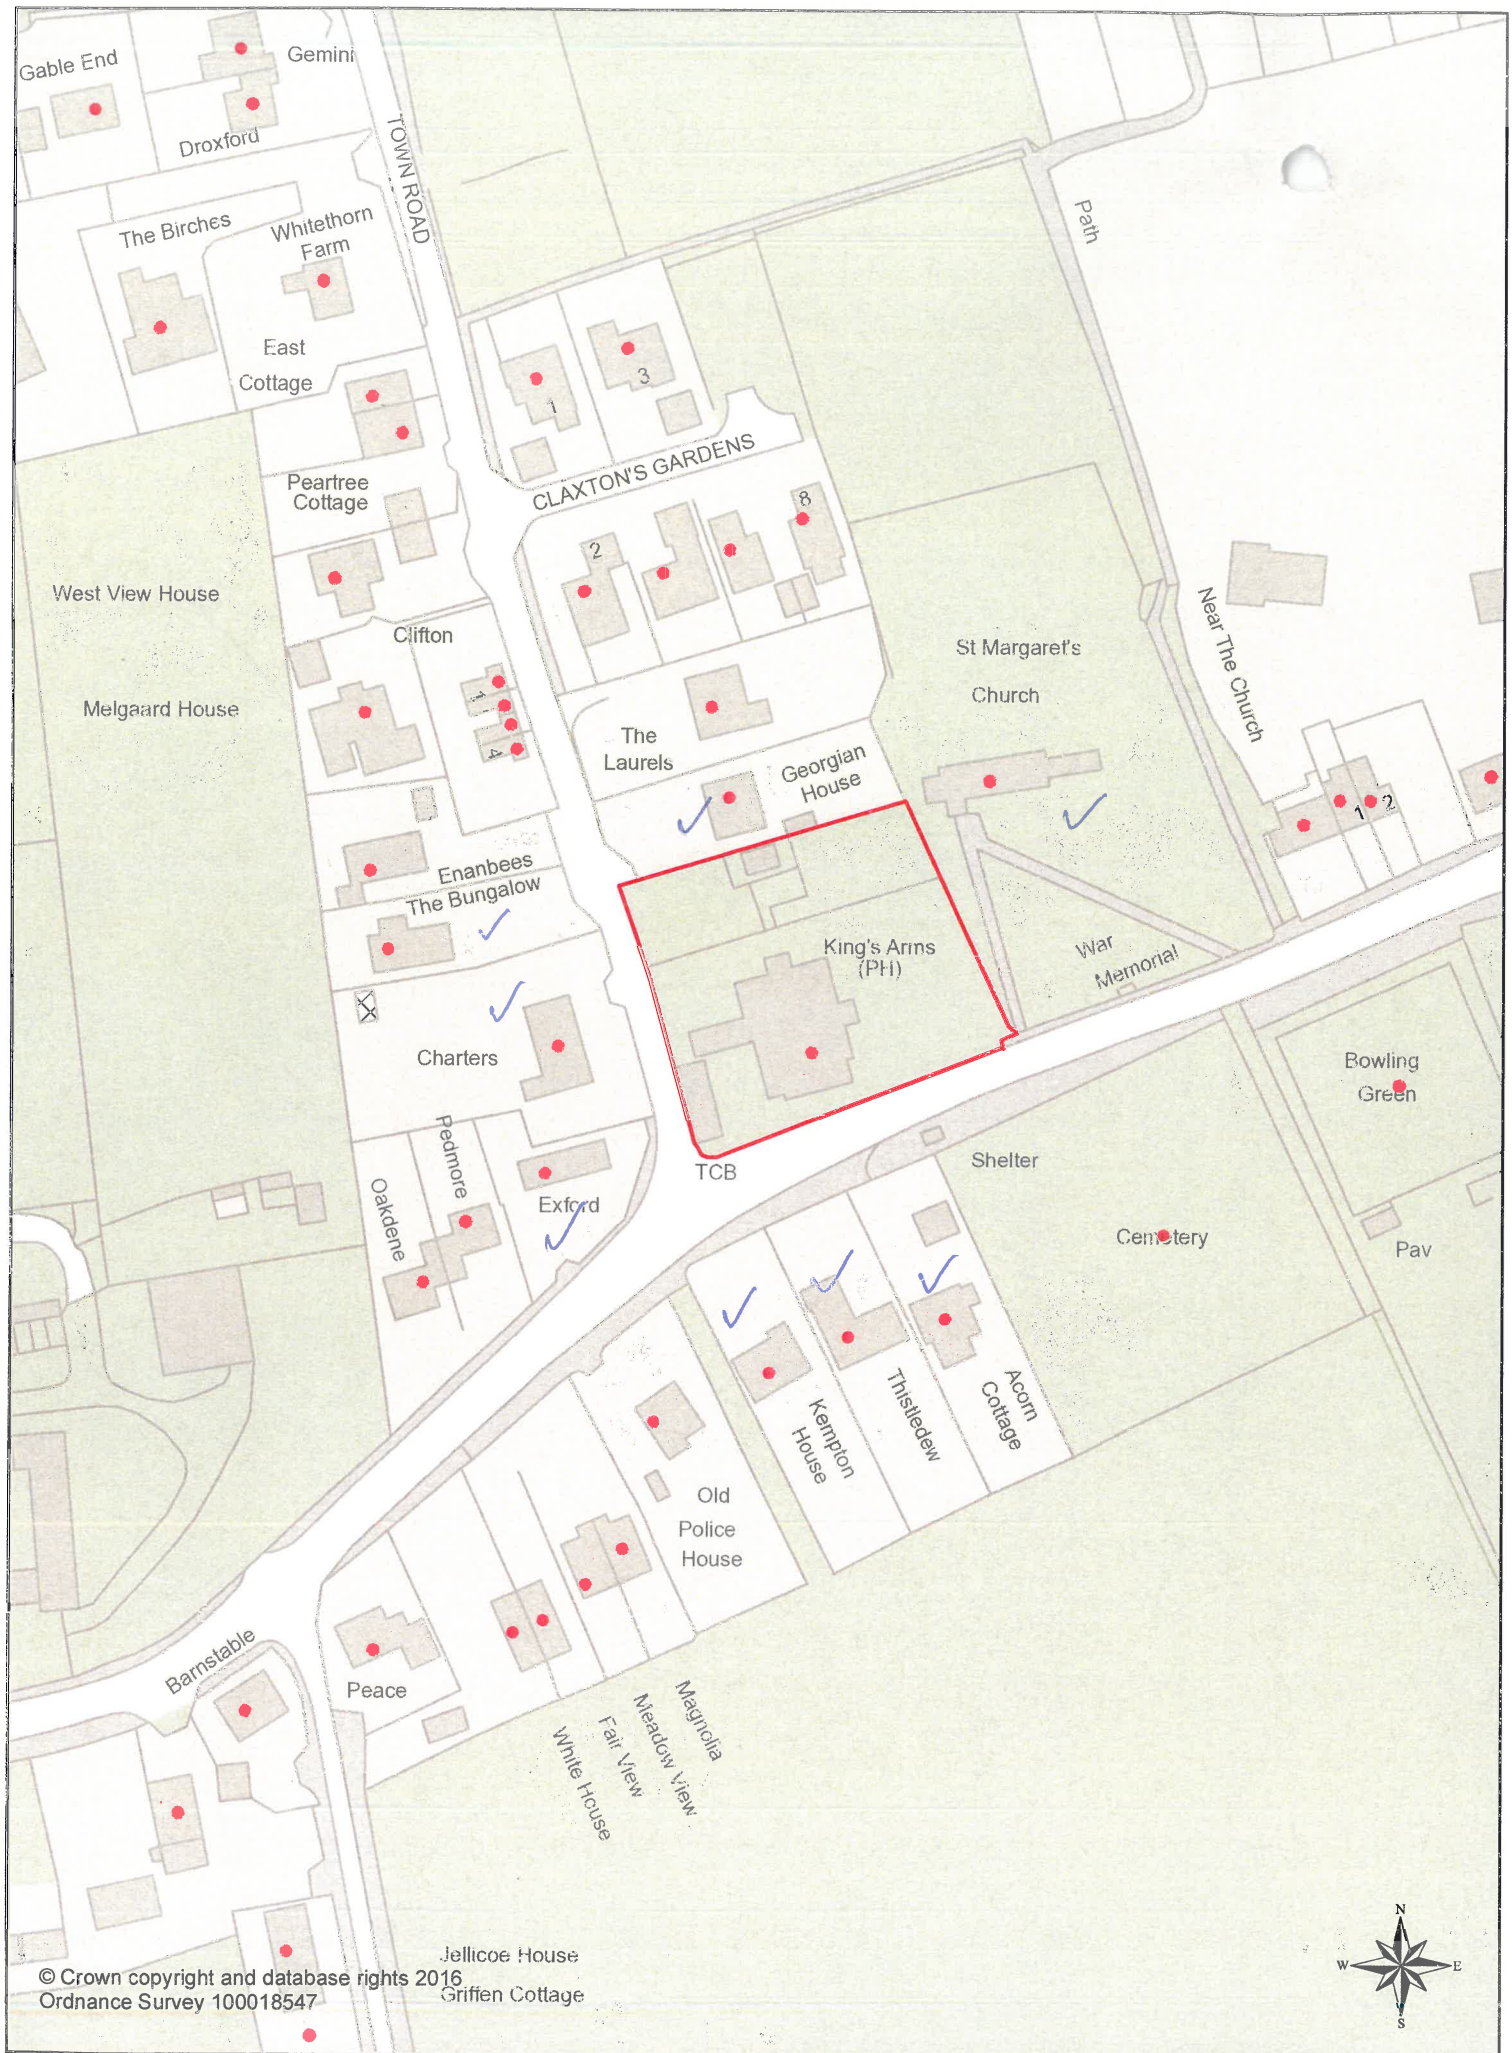 Gable End
Gemini
Droxford
TOWN ROAD
The Birches
Whitethorn
Farm
Path
East
Cottage
3
1
CLAXTON'S GARDENS
Peartree
Cottage
8
2
West View House
Clifton
St Margaret's
Church
Near The Church
Melgaard House
1
4
The
Laurels
Georgian
House
1
2
Enanbees
The Bungalow
King's Arms
(PH)
War
Memorial
Charters
Bowling
Green
Pedmore
TCB
Shelter
Oakdene
Exford
Cemetery
Pav
Acorn
Cottage
Thistledew
Kempton
House
Old
Police
House
Barnstable
Peace
Magnolia
Meadow View
Fair View
White House
Jellicoe House
Griffen Cottage
© Crown copyright and database rights 2016
Ordnance Survey 100018547
N
W
E
S